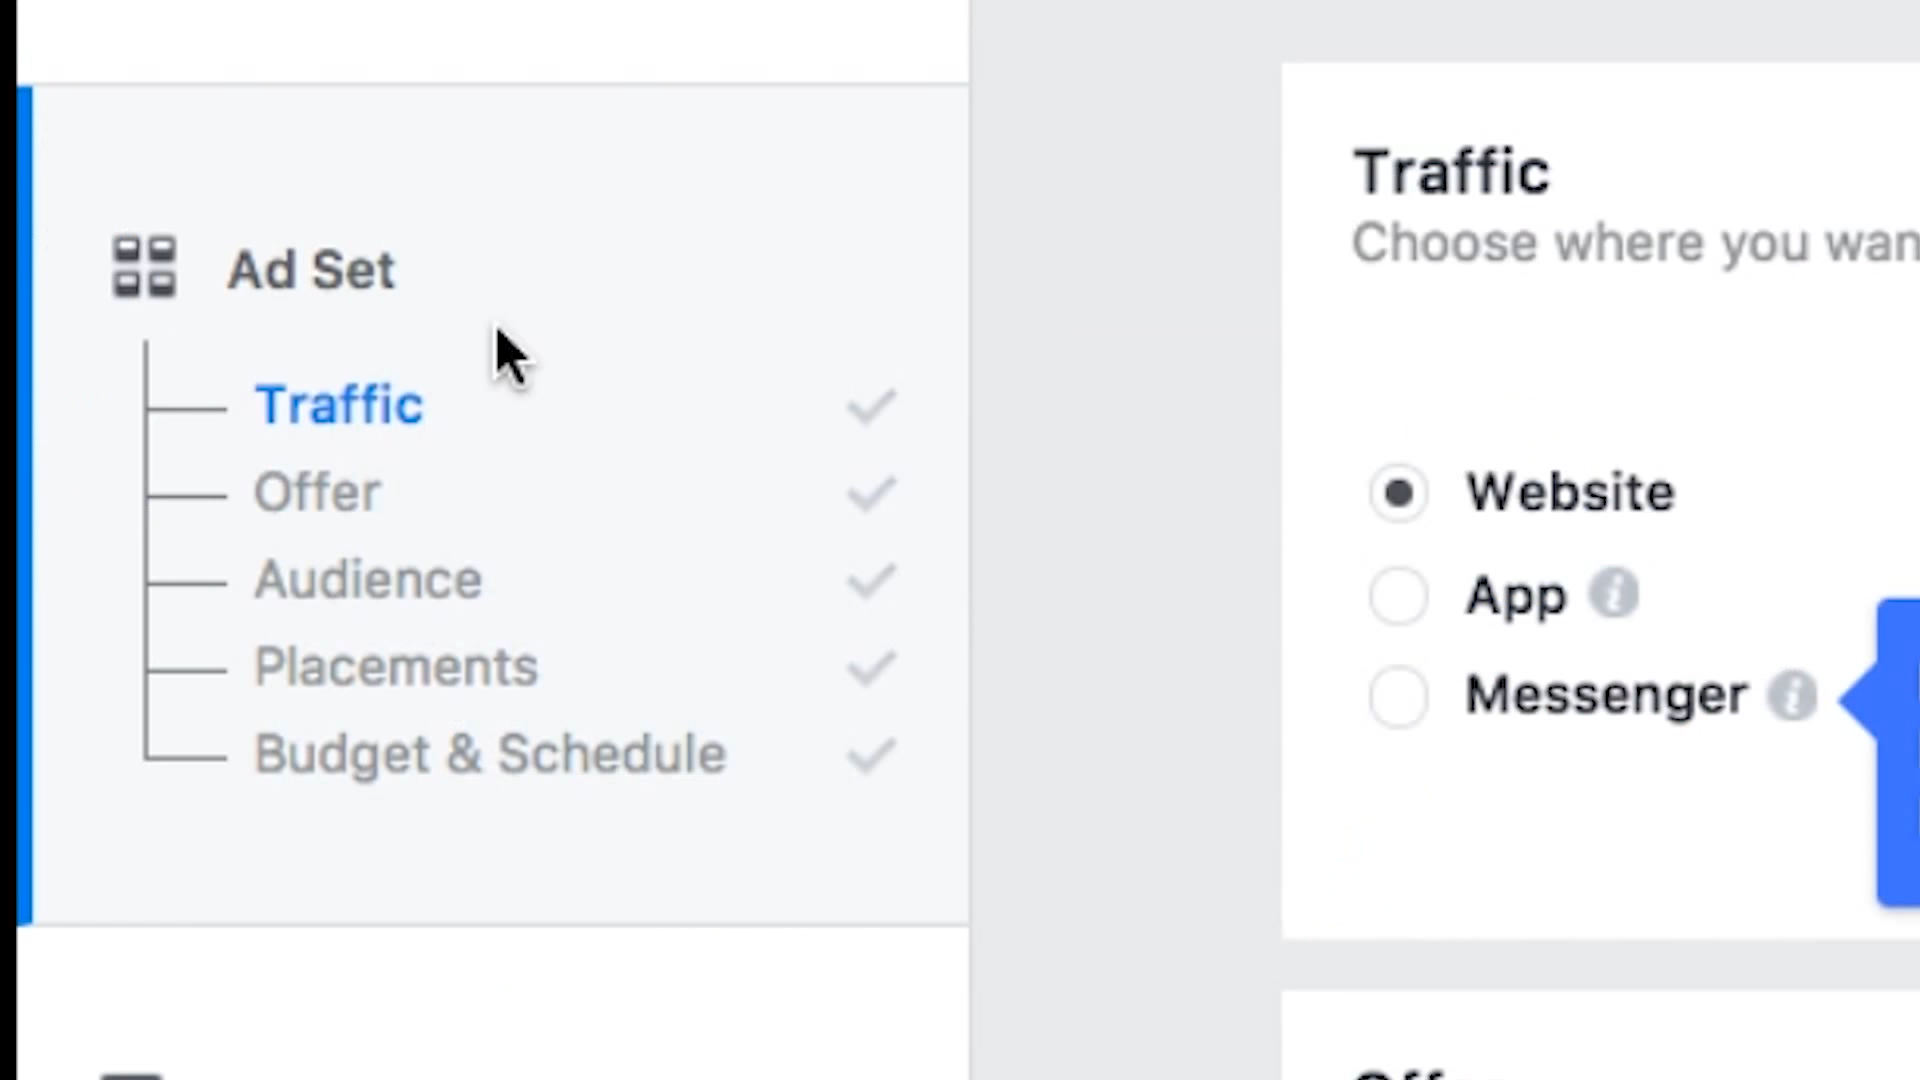 Ad Set
Traffic
Offer
Audience
Placements
Budget & Schedule
Traffic
Choose where you wan
Website
App
Messenger